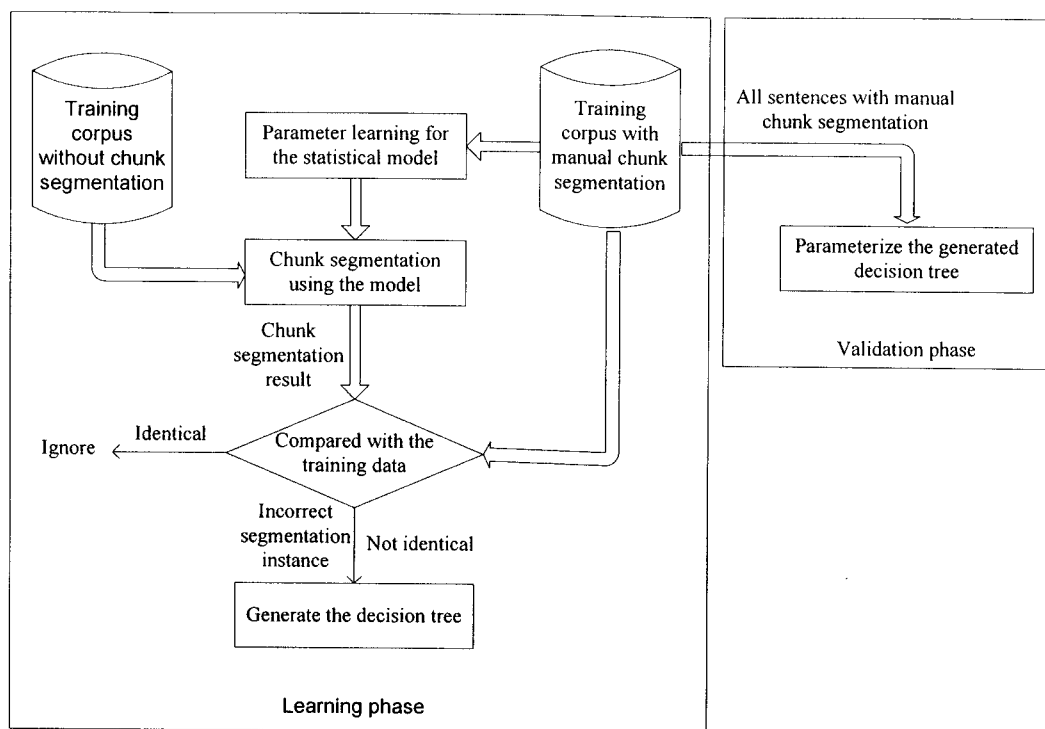 Training
corpus
without chunk
segmentation
Parameter learning for
the statistical model
Training
corpus with
manual chunk
segmentation
All sentences with manual
chunk segmentation
Parameterize the generated
decision tree
Validation phase
Chunk segmentation
using the model
Chunk
segmentation
result
Ignore
Identical
Compared with the
training data
Incorrect
segmentation
instance
Not identical
Generate the decision tree
Learning phase